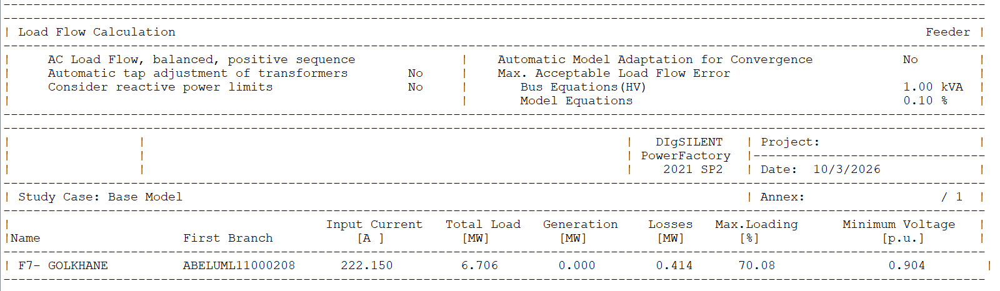 Load Flow Calculation Feeder
AC Load Flow, balanced, positive sequence Automatic Model Adaptation for Convergence No
Automatic tap adjustment of transformers No Max. Acceptable Load Flow Error
Consider reactive power limits No Bus Equations(HV) 1.00 kVA
Model Equations 0.10 %
DIgSILENT Project:
PowerFactory
2021 SP2 Date: 10/3/2026
Study Case: Base Model Annex: / 1
Input Current Total Load Generation Losses Max.Loading Minimum Voltage
Name First Branch [A ] [MW] [MW] [MW] [%] [p.u.]
F7- GOLKHANE ABELUML11000208 222.150 6.706 0.000 0.414 70.08 0.904